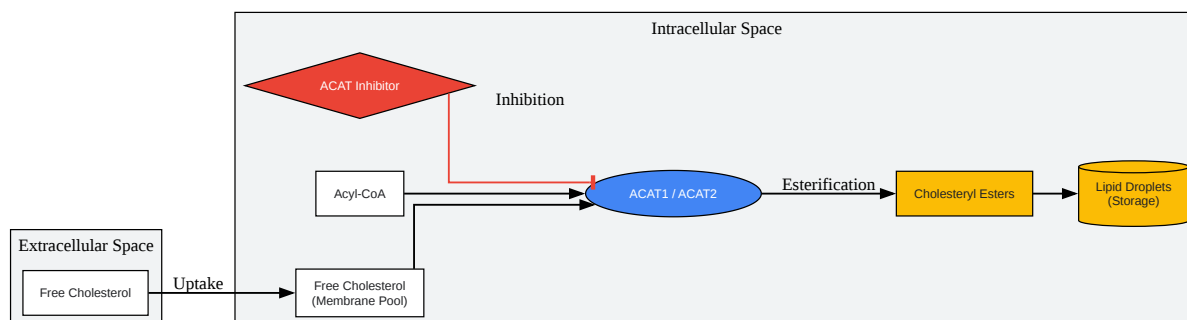 Intracellular Space
ACAT Inhibitor
Inhibition
Acyl-CoA
ACAT1 / ACAT2
Esterification
Cholesteryl Esters
Lipid Droplets
(Storage)
Extracellular Space
Free Cholesterol
Uptake
Free Cholesterol
(Membrane Pool)